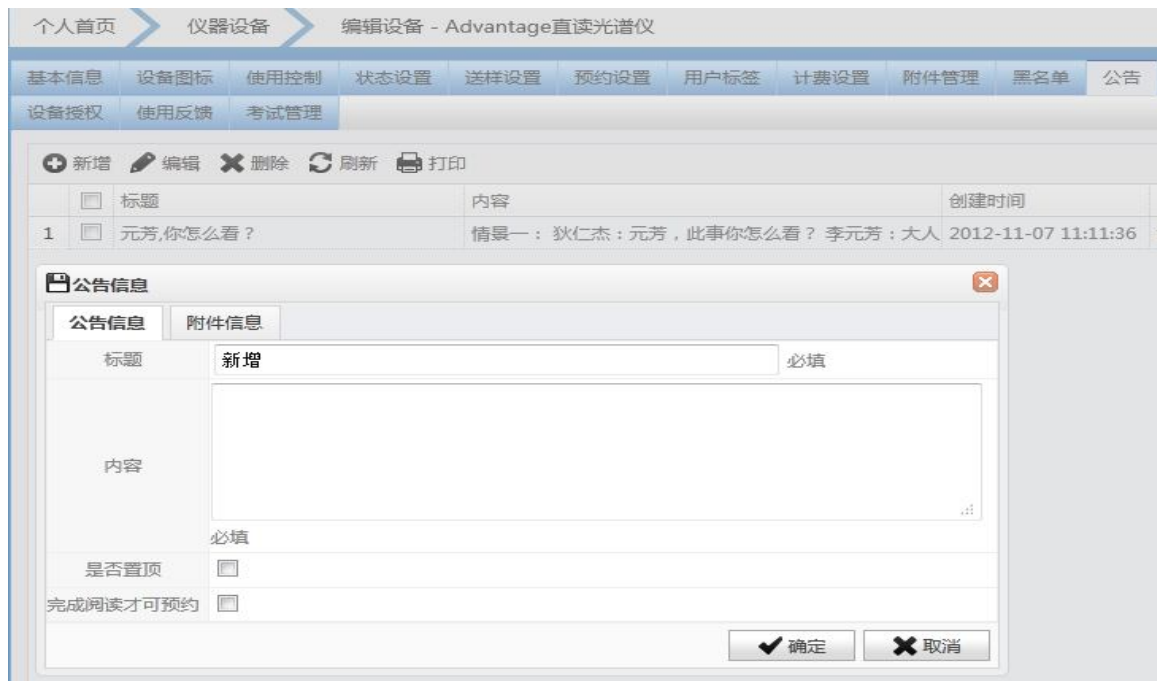 个人首页 仪器设备 编辑设备 - Advantage直读光谱仪
基本信息 设备图标 使用控制 状态设置 送样设置 预约设置 用户标签 计费设置 附件管理 黑名单 公告
设备授权 使用反馈 考试管理
新增 编辑 删除 刷新 打印
标题 内容 创建时间
1 元芳,你怎么看？ 情景一：狄仁杰：元芳，此事你怎么看？ 李元芳：大人 2012-11-07 11:11:36
公告信息
公告信息 附件信息
标题 新增 必填
内容
必填
是否置顶
完成阅读才可预约
确定 取消